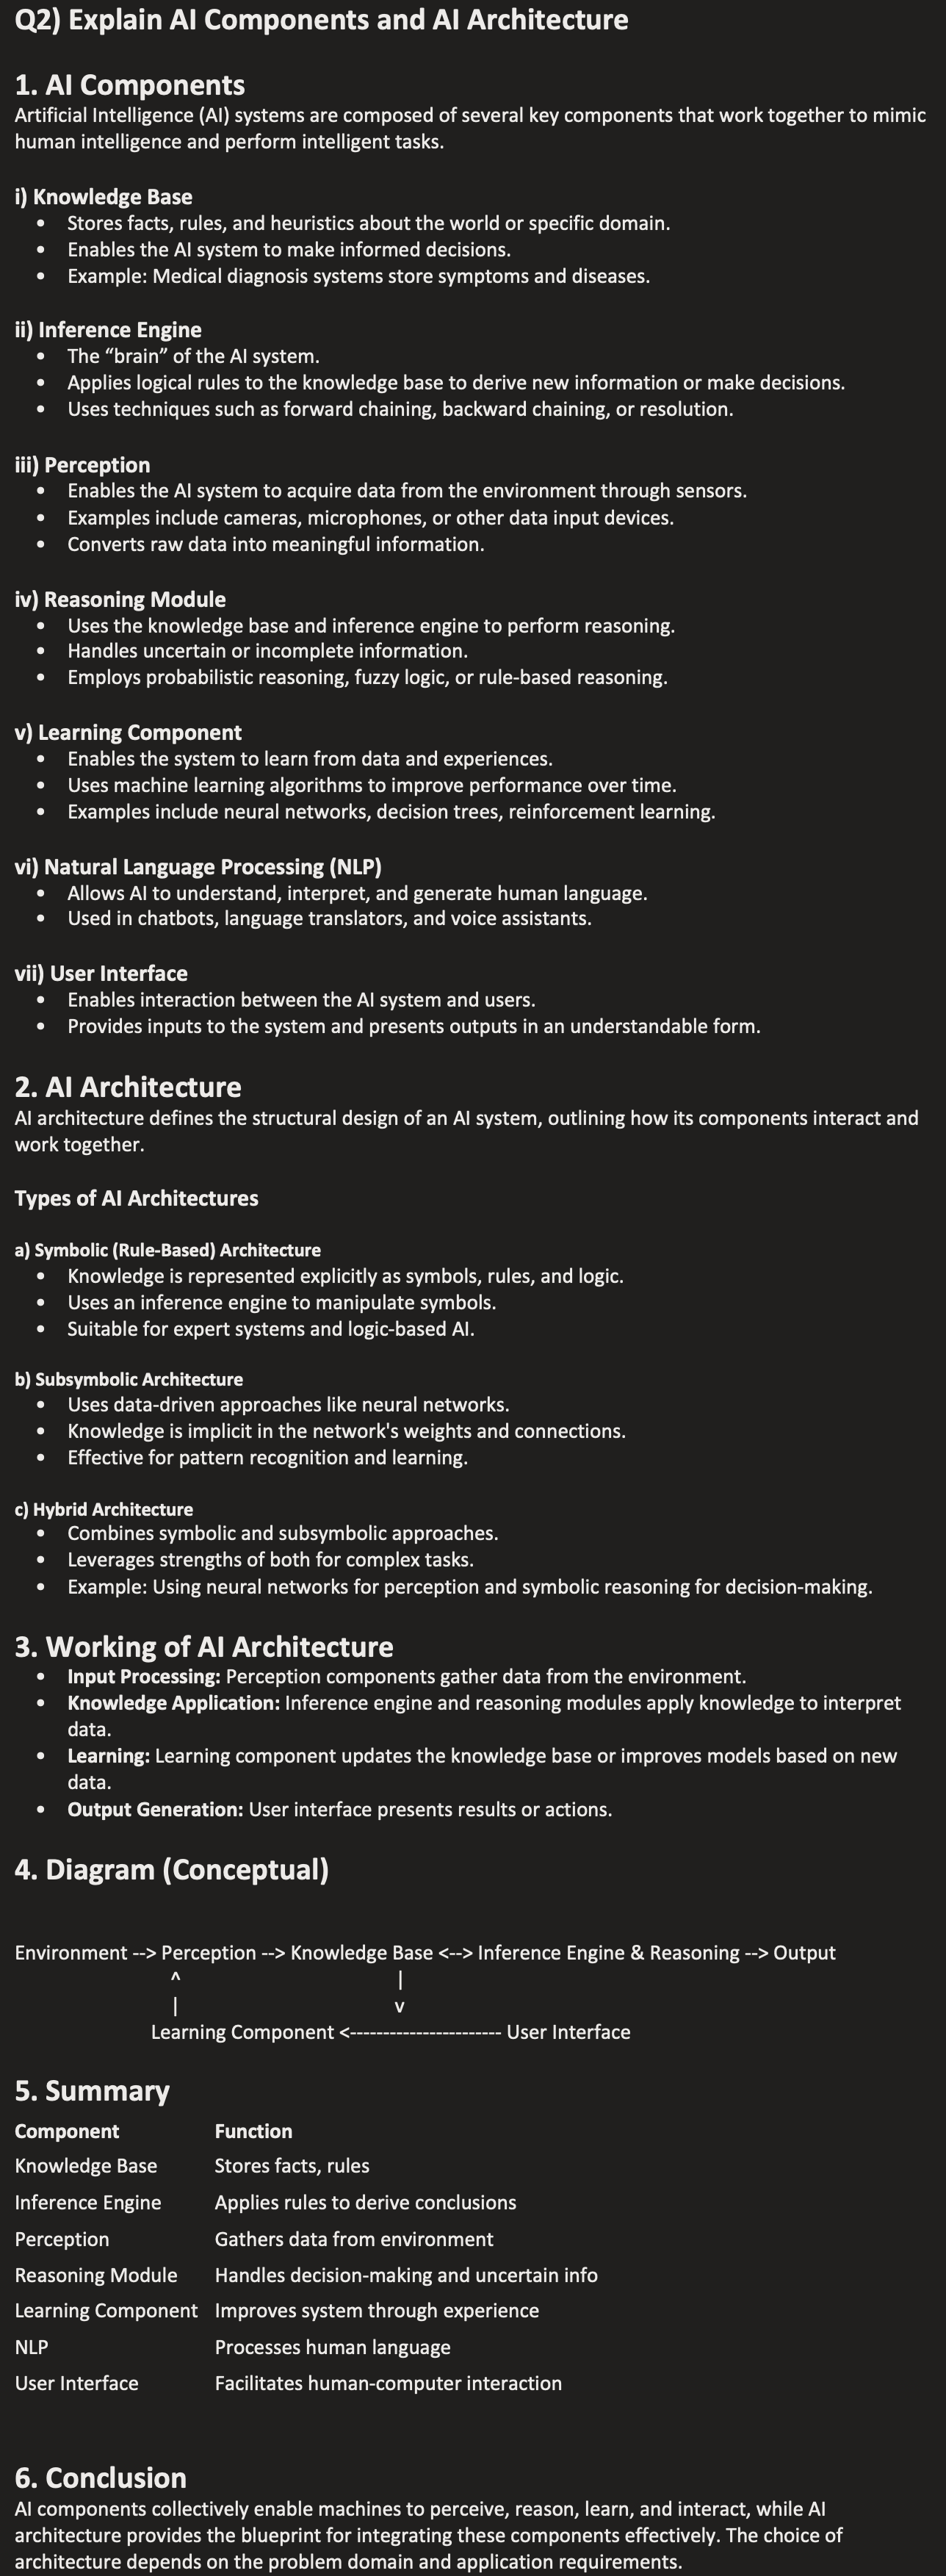 Q2) Explain AI Components and AI Architecture
1. AI Components
Artificial Intelligence (AI) systems are composed of several key components that work together to mimic
human intelligence and perform intelligent tasks.
i) Knowledge Base
• Stores facts, rules, and heuristics about the world or specific domain.
• Enables the AI system to make informed decisions.
• Example: Medical diagnosis systems store symptoms and diseases.
ii) Inference Engine
• The “brain” of the AI system.
• Applies logical rules to the knowledge base to derive new information or make decisions.
• Uses techniques such as forward chaining, backward chaining, or resolution.
iii) Perception
• Enables the AI system to acquire data from the environment through sensors.
• Examples include cameras, microphones, or other data input devices.
• Converts raw data into meaningful information.
iv) Reasoning Module
• Uses the knowledge base and inference engine to perform reasoning.
• Handles uncertain or incomplete information.
• Employs probabilistic reasoning, fuzzy logic, or rule-based reasoning.
v) Learning Component
• Enables the system to learn from data and experiences.
• Uses machine learning algorithms to improve performance over time.
• Examples include neural networks, decision trees, reinforcement learning.
vi) Natural Language Processing (NLP)
• Allows AI to understand, interpret, and generate human language.
• Used in chatbots, language translators, and voice assistants.
vii) User Interface
• Enables interaction between the AI system and users.
• Provides inputs to the system and presents outputs in an understandable form.
2. AI Architecture
AI architecture defines the structural design of an AI system, outlining how its components interact and
work together.
Types of AI Architectures
a) Symbolic (Rule-Based) Architecture
• Knowledge is represented explicitly as symbols, rules, and logic.
• Uses an inference engine to manipulate symbols.
• Suitable for expert systems and logic-based AI.
b) Subsymbolic Architecture
• Uses data-driven approaches like neural networks.
• Knowledge is implicit in the network's weights and connections.
• Effective for pattern recognition and learning.
c) Hybrid Architecture
• Combines symbolic and subsymbolic approaches.
• Leverages strengths of both for complex tasks.
• Example: Using neural networks for perception and symbolic reasoning for decision-making.
3. Working of AI Architecture
• Input Processing: Perception components gather data from the environment.
• Knowledge Application: Inference engine and reasoning modules apply knowledge to interpret
data.
• Learning: Learning component updates the knowledge base or improves models based on new
data.
• Output Generation: User interface presents results or actions.
4. Diagram (Conceptual)
Environment --> Perception --> Knowledge Base <--> Inference Engine & Reasoning --> Output
^ |
| v
Learning Component <----------------------- User Interface
5. Summary
Component Function
Knowledge Base Stores facts, rules
Inference Engine Applies rules to derive conclusions
Perception Gathers data from environment
Reasoning Module Handles decision-making and uncertain info
Learning Component Improves system through experience
NLP Processes human language
User Interface Facilitates human-computer interaction
6. Conclusion
AI components collectively enable machines to perceive, reason, learn, and interact, while AI
architecture provides the blueprint for integrating these components effectively. The choice of
architecture depends on the problem domain and application requirements.